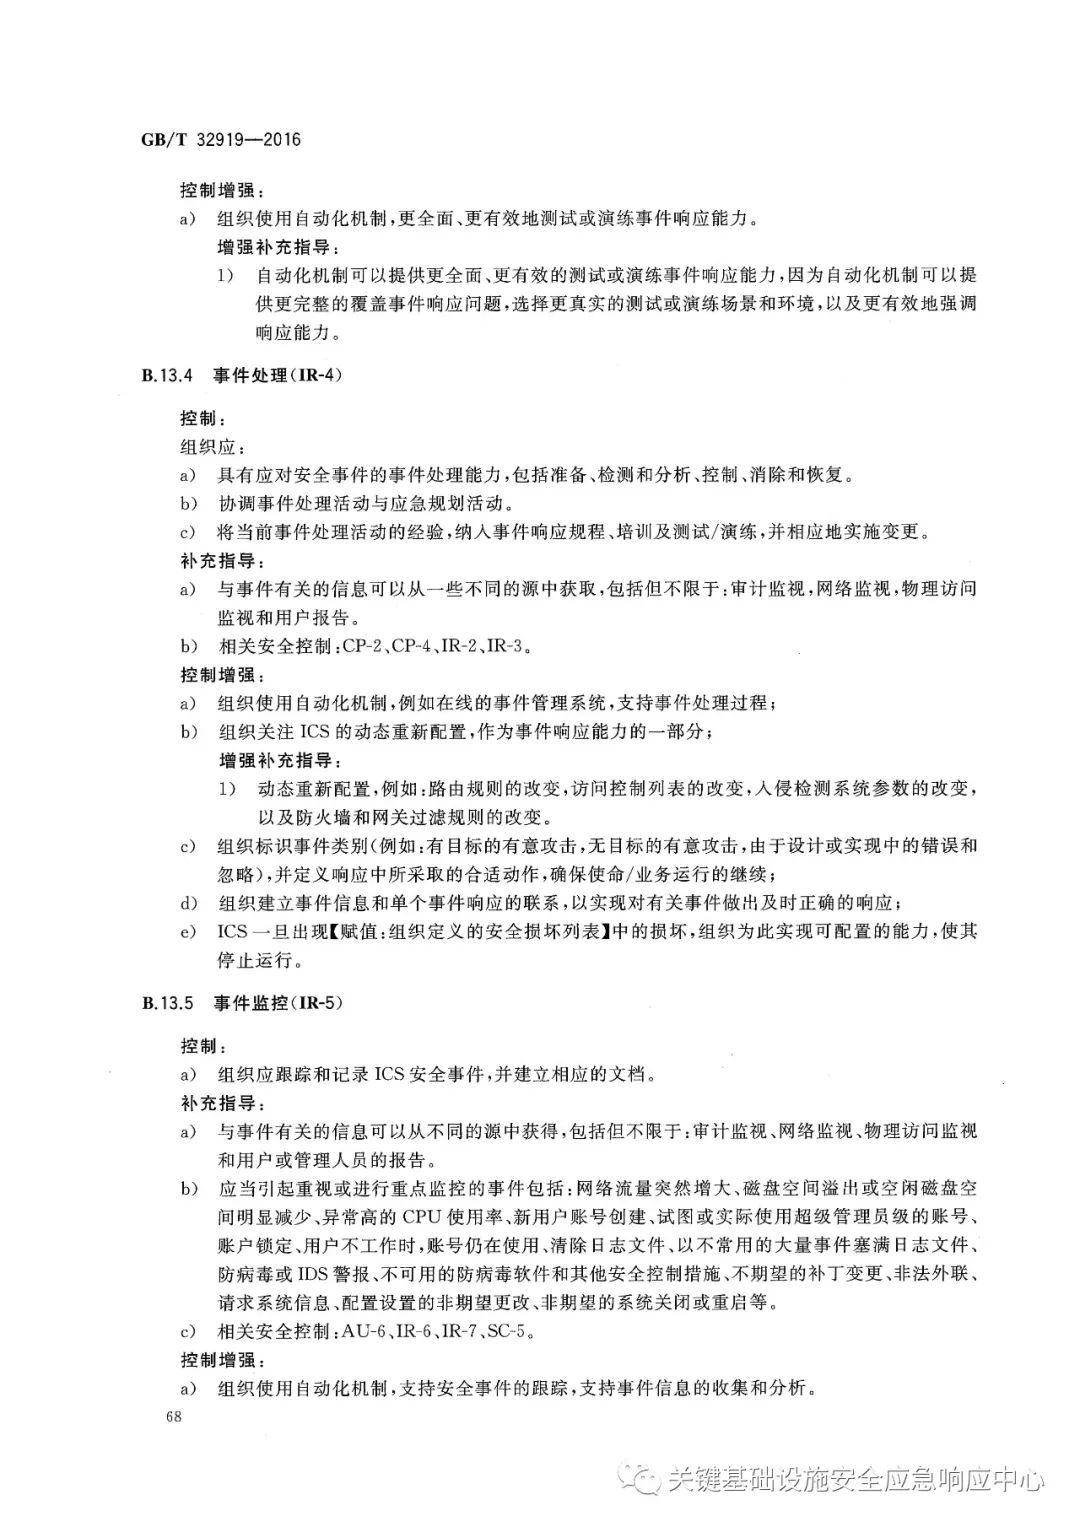 GB/T 32919—2016
控制增强:
a) 组织使用自动化机制,更全面、更有效地测试或演练事件响应能力。
增强补充指导:
1) 自动化机制可以提供更全面、更有效的测试或演练事件响应能力,因为自动化机制可以提
供更完整的覆盖事件响应问题,选择更真实的测试或演练场景和环境,以及更有效地强调
响应能力。
B.13.4 事件处理(IR-4)
控制:
组织应:
a) 具有应对安全事件的事件处理能力,包括准备、检测和分析、控制、消除和恢复。
b) 协调事件处理活动与应急规划活动。
c) 将当前事件处理活动的经验,纳入事件响应规程、培训及测试/演练,并相应地实施变更。
补充指导:
a) 与事件有关的信息可以从一些不同的源中获取,包括但不限于:审计监视,网络监视,物理访问
监视和用户报告。
b) 相关安全控制:CP-2、CP-4、IR-2、IR-3。
控制增强:
a) 组织使用自动化机制,例如在线的事件管理系统,支持事件处理过程;
b) 组织关注 ICS 的动态重新配置,作为事件响应能力的一部分;
增强补充指导:
1) 动态重新配置,例如:路由规则的改变,访问控制列表的改变,入侵检测系统参数的改变,
以及防火墙和网关过滤规则的改变。
c) 组织标识事件类别(例如:有目标的有意攻击,无目标的有意攻击,由于设计或实现中的错误和
忽略),并定义响应中所采取的合适动作,确保使命/业务运行的继续;
d) 组织建立事件信息和单个事件响应的联系,以实现对有关事件做出及时正确的响应;
e) ICS 一旦出现【赋值:组织定义的安全损坏列表】中的损坏,组织为此实现可配置的能力,使其
停止运行。
B.13.5 事件监控(IR-5)
控制:
a) 组织应跟踪和记录 ICS 安全事件,并建立相应的文档。
补充指导:
a) 与事件有关的信息可以从不同的源中获得,包括但不限于:审计监视、网络监视、物理访问监视
和用户或管理人员的报告。
b) 应当引起重视或进行重点监控的事件包括:网络流量突然增大、磁盘空间溢出或空闲磁盘空
间明显减少、异常高的 CPU 使用率、新用户账号创建、试图或实际使用超级管理员级的账号、
账户锁定、用户不工作时,账号仍在使用、清除日志文件、以不常用的大量事件塞满日志文件、
防病毒或 IDS 警报、不可用的防病毒软件和其他安全控制措施、不期望的补丁变更、非法外联、
请求系统信息、配置设置的非期望更改、非期望的系统关闭或重启等。
c) 相关安全控制:AU-6、IR-6、IR-7、SC-5。
控制增强:
a) 组织使用自动化机制,支持安全事件的跟踪,支持事件信息的收集和分析。
68
关键基础设施安全应急响应中心